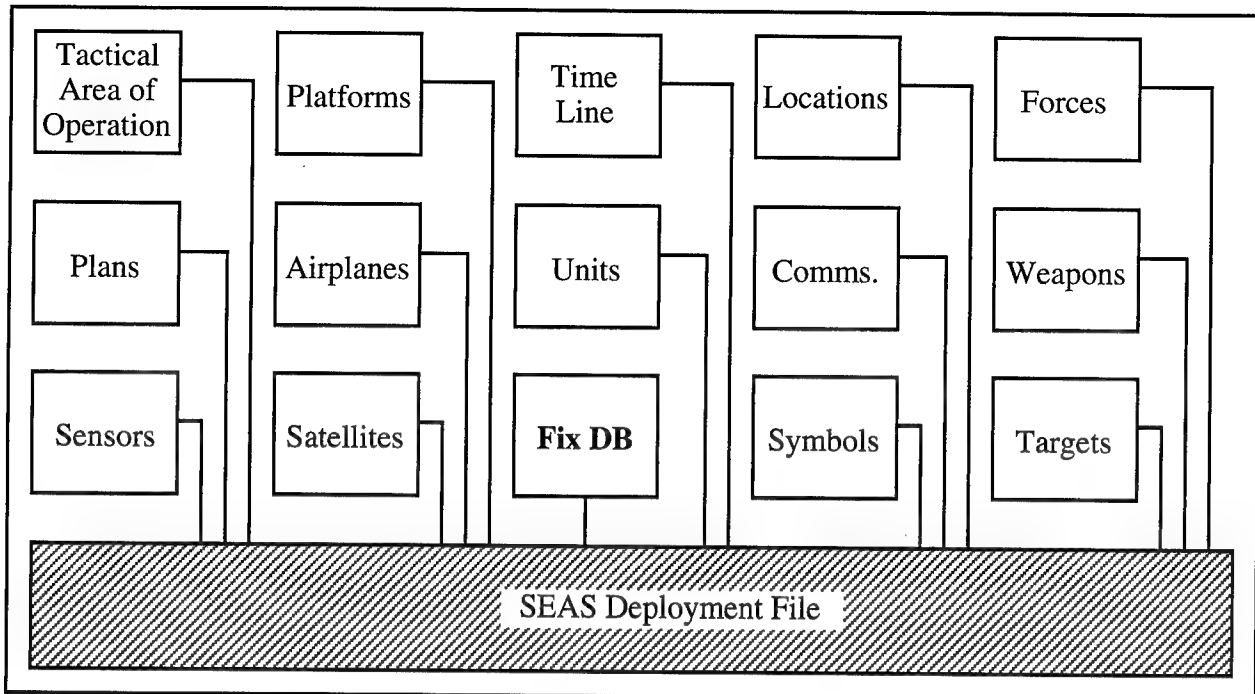 Tactical
Area of
Operation
Platforms
Time
Line
Locations
Forces
Plans
Airplanes
Units
Comms.
Weapons
Sensors
Satellites
Fix DB
Symbols
Targets
SEAS Deployment File